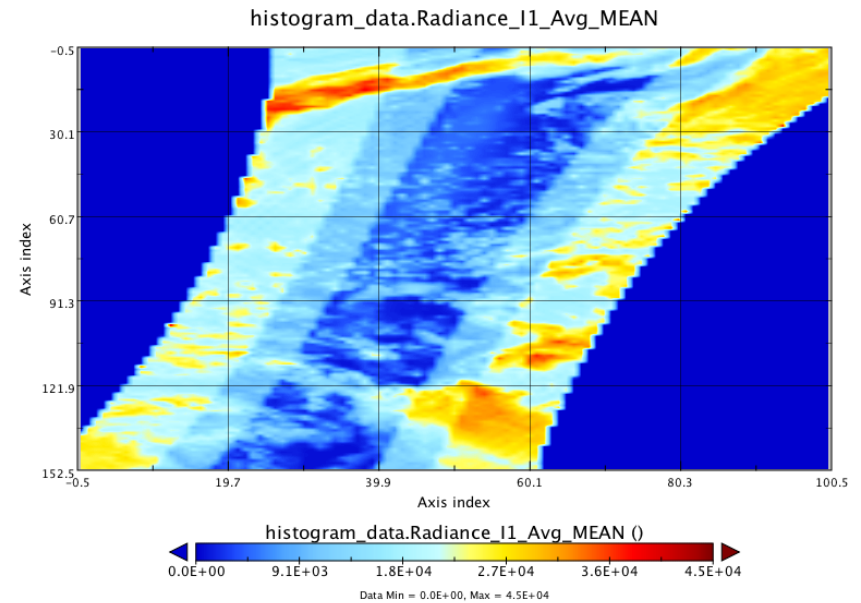 histogram_data.Radiance_I1_Avg_MEAN
-0.5
30.1
60.7
91.3
121.9
152.5
Axis index
-0.5 19.7 39.9 60.1 80.3 100.5
Axis index
histogram_data.Radiance_I1_Avg_MEAN ()
0.0E+00 9.1E+03 1.8E+04 2.7E+04 3.6E+04 4.5E+04
Data Min = 0.0E+00, Max = 4.5E+04